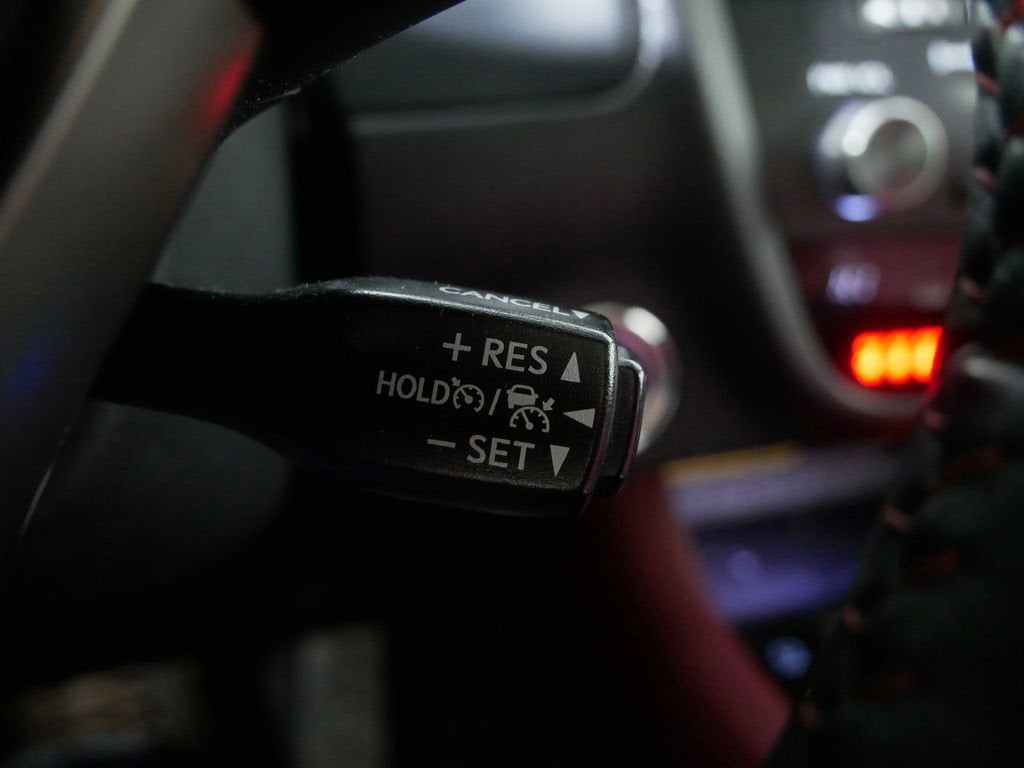 CANCEL
+ RES
HOLD /
− SET